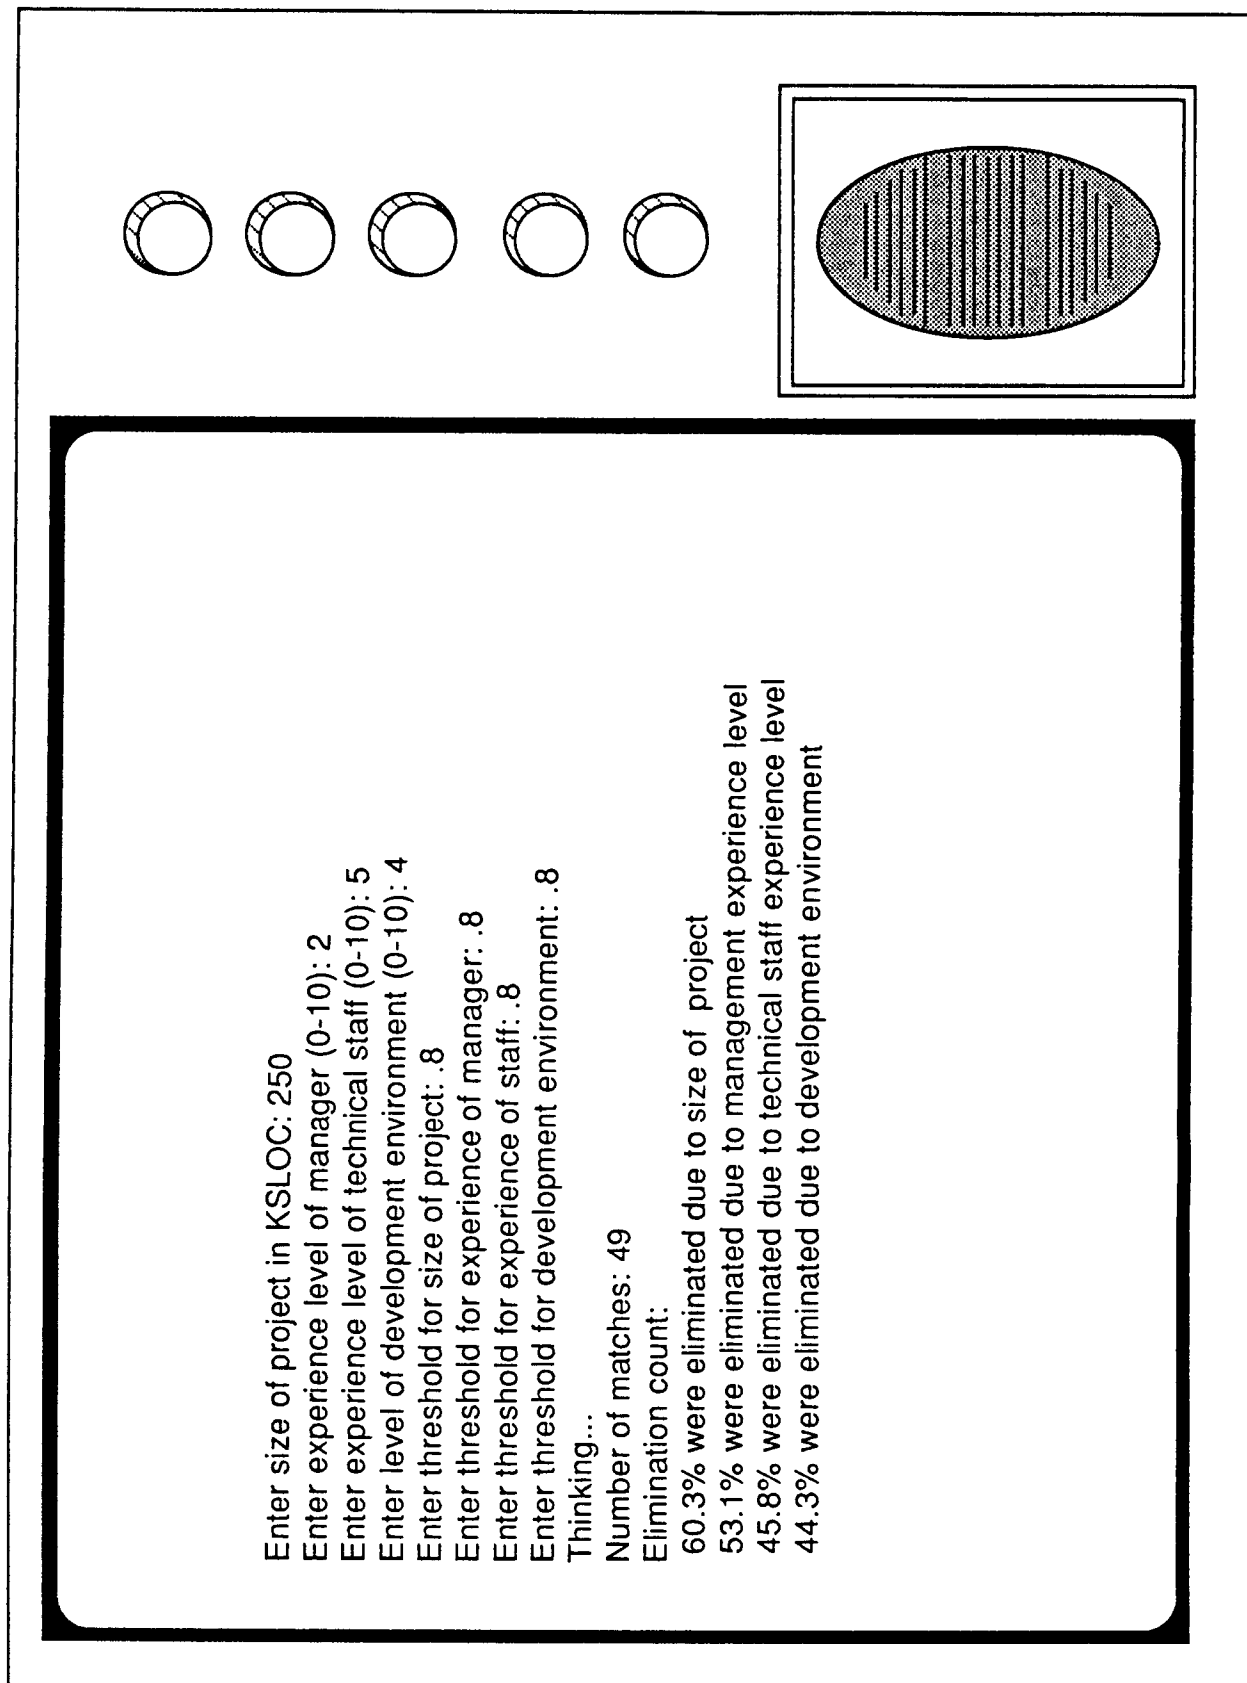 Enter size of project in KSLOC: 250
Enter experience level of manager (0-10): 2
Enter experience level of technical staff (0-10): 5
Enter level of development environment (0-10): 4
Enter threshold for size of project: .8
Enter threshold for experience of manager: .8
Enter threshold for experience of staff: .8
Enter threshold for development environment: .8
Thinking...
Number of matches: 49
Elimination count:
60.3% were eliminated due to size of project
53.1% were eliminated due to management experience level
45.8% were eliminated due to technical staff experience level
44.3% were eliminated due to development environment